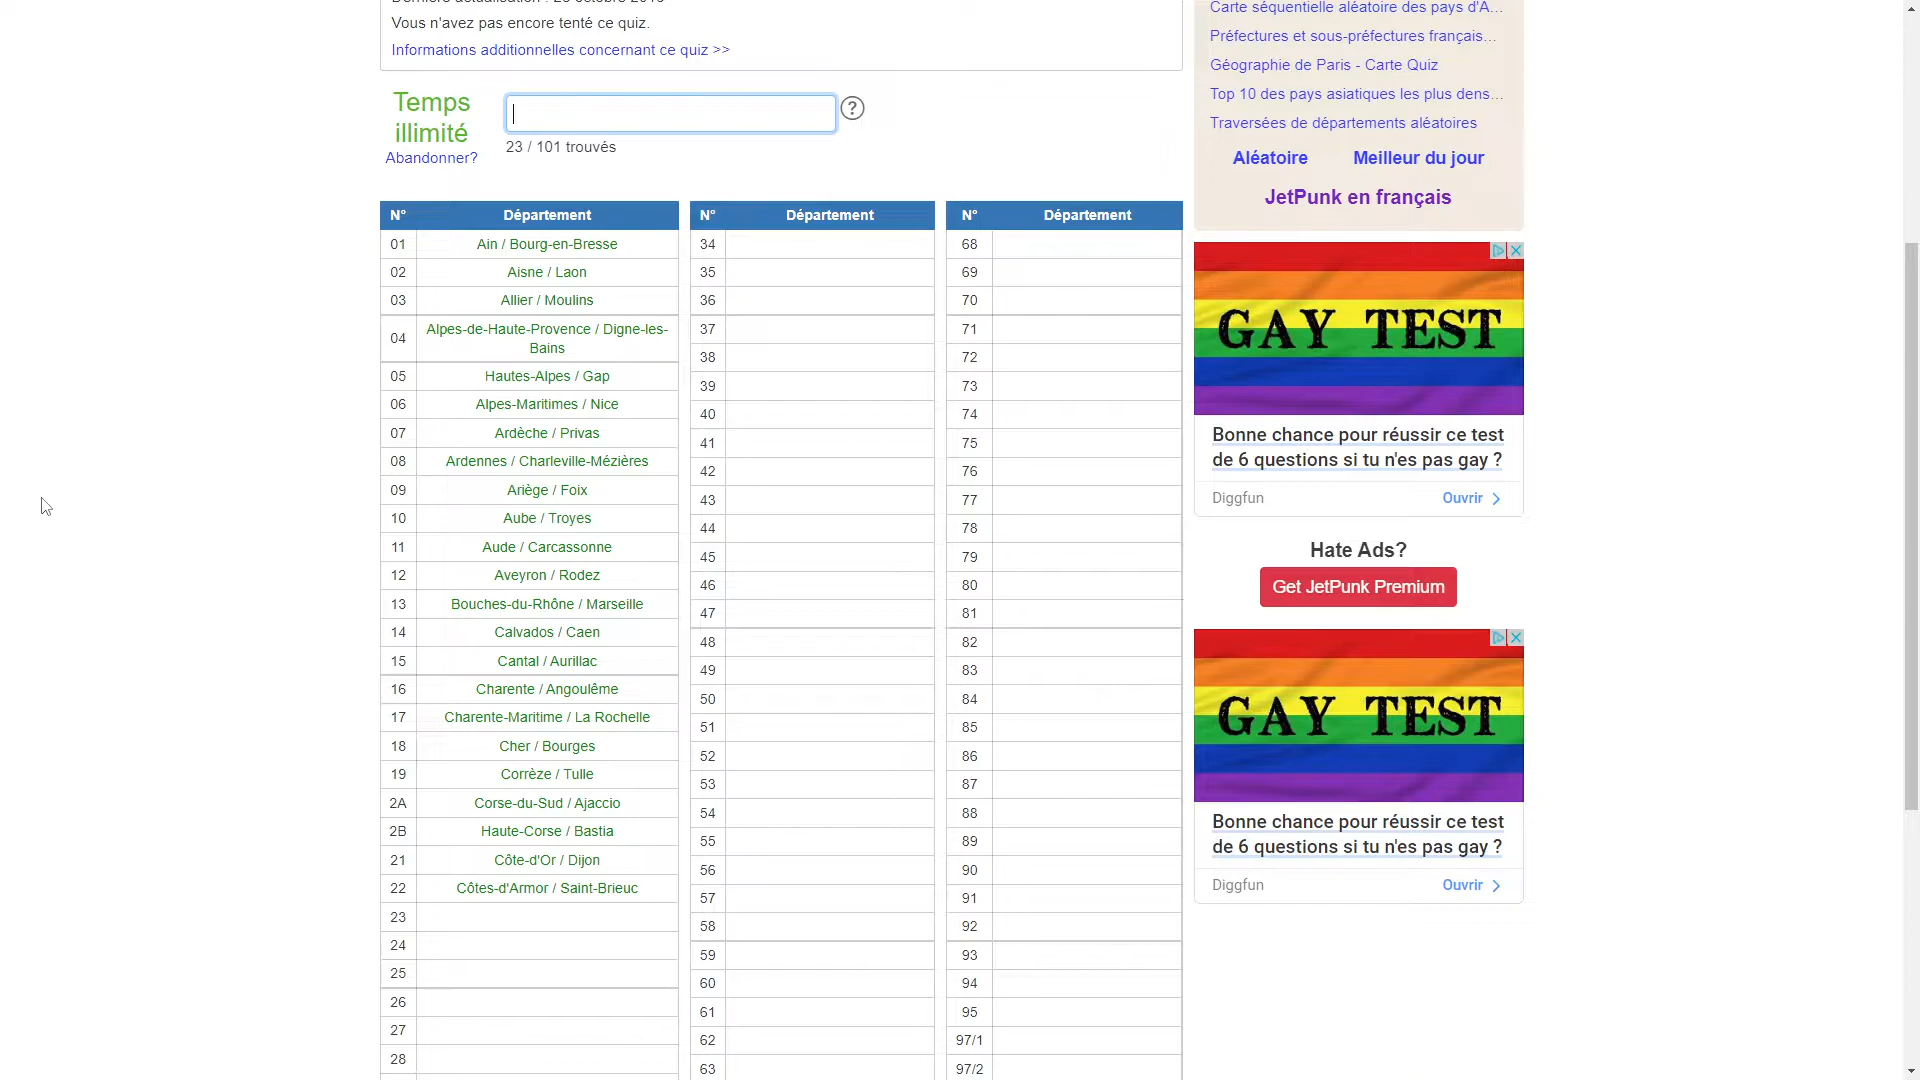 Vous n'avez pas encore tenté ce quiz.
Informations additionnelles concernant ce quiz >>
Temps
illimité
Abandonner?
?
23 / 101 trouvés
N° Département
01 Ain / Bourg-en-Bresse
02 Aisne / Laon
03 Allier / Moulins
04 Alpes-de-Haute-Provence / Digne-les-
Bains
05 Hautes-Alpes / Gap
06 Alpes-Maritimes / Nice
07 Ardèche / Privas
08 Ardennes / Charleville-Mézières
09 Ariège / Foix
10 Aube / Troyes
11 Aude / Carcassonne
12 Aveyron / Rodez
13 Bouches-du-Rhône / Marseille
14 Calvados / Caen
15 Cantal / Aurillac
16 Charente / Angoulême
17 Charente-Maritime / La Rochelle
18 Cher / Bourges
19 Corrèze / Tulle
2A Corse-du-Sud / Ajaccio
2B Haute-Corse / Bastia
21 Côte-d'Or / Dijon
22 Côtes-d'Armor / Saint-Brieuc
23
24
25
26
27
28
N° Département
34
35
36
37
38
39
40
41
42
43
44
45
46
47
48
49
50
51
52
53
54
55
56
57
58
59
60
61
62
63
N° Département
68
69
70
71
72
73
74
75
76
77
78
79
80
81
82
83
84
85
86
87
88
89
90
91
92
93
94
95
97/1
97/2
Carte séquentielle aléatoire des pays d'A...
Préfectures et sous-préfectures français...
Géographie de Paris - Carte Quiz
Top 10 des pays asiatiques les plus dens...
Traversées de départements aléatoires
Aléatoire Meilleur du jour
JetPunk en français
GAY TEST
Bonne chance pour réussir ce test
de 6 questions si tu n'es pas gay ?
Diggfun Ouvrir
Hate Ads?
Get JetPunk Premium
GAY TEST
Bonne chance pour réussir ce test
de 6 questions si tu n'es pas gay ?
Diggfun Ouvrir